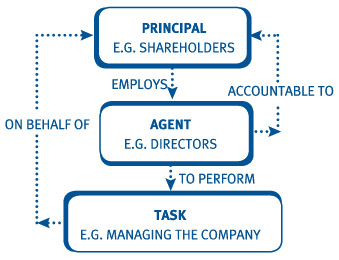 PRINCIPAL
E.G. SHAREHOLDERS
EMPLOYS
ACCOUNTABLE TO
ON BEHALF OF
AGENT
E.G. DIRECTORS
TO PERFORM
TASK
E.G. MANAGING THE COMPANY